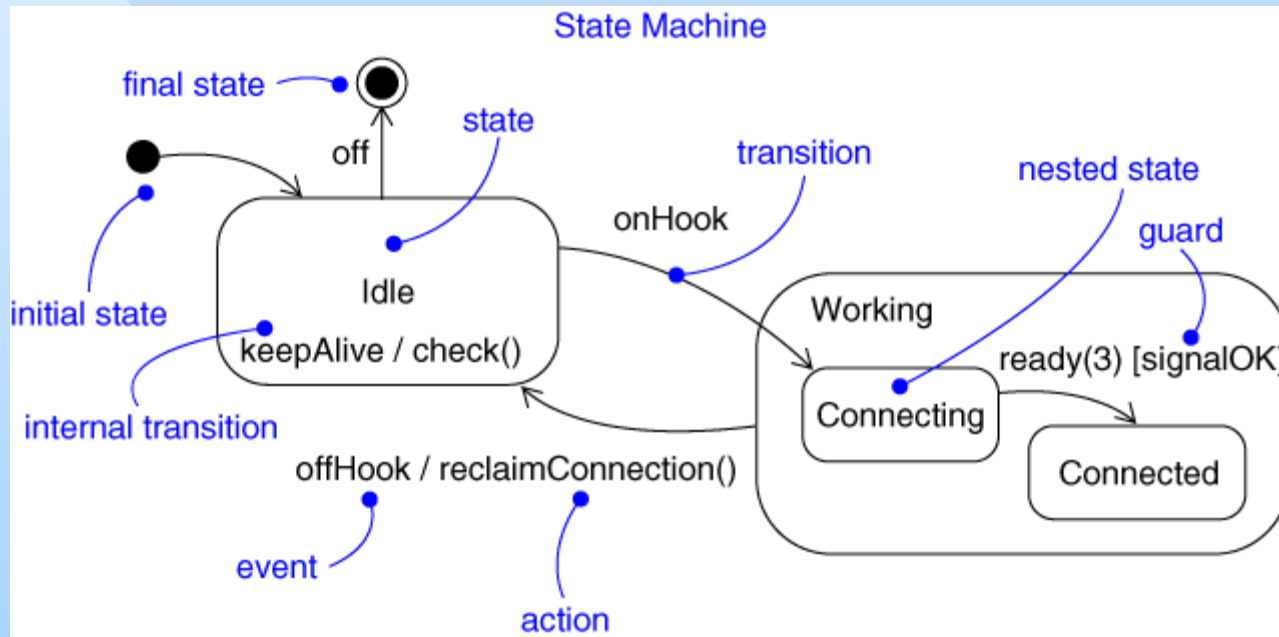 State Machine
final state
state
off
transition
nested state
onHook
guard
Idle
initial state
Working
keepAlive / check()
ready(3) [signalOK]
Connecting
internal transition
offHook / reclaimConnection()
Connected
event
action